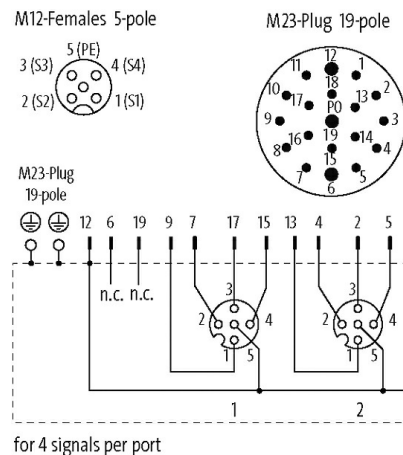 M12-Females 5-pole
M23-Plug 19-pole
5 (PE)
3 (S3) 4 (S4)
2 (S2) 1 (S1)
12
11 1
18
10 2
17 13
9 P0 3
16 14
19
8 4
15
7 5
6
M23-Plug
19-pole
12 6 19 9 7 17 15 13 4 2 5
n.c. n.c.
3 3
2 4 2 4
1 5 1 5
1 2
for 4 signals per port